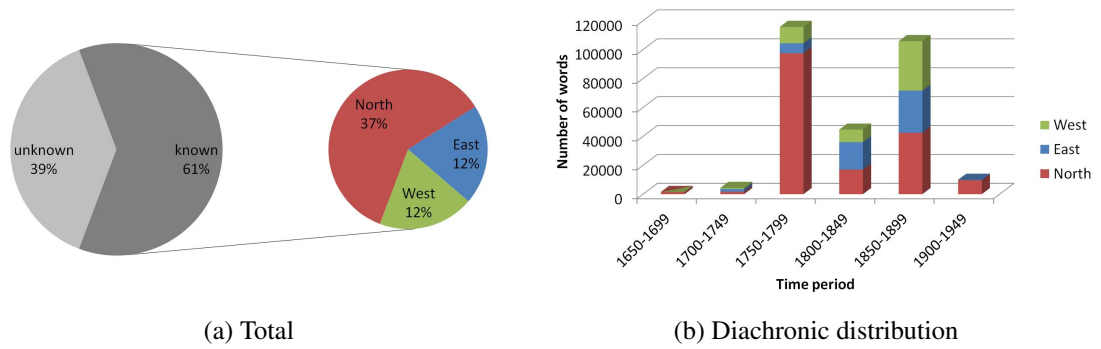 unknown
39%
known
61%
North
37%
East
12%
West
12%
(a) Total
Number of words
120000
100000
80000
60000
40000
20000
0
1650-1699
1700-1749
1750-1799
1800-1849
1850-1899
1900-1949
Time period
West
East
North
(b) Diachronic distribution